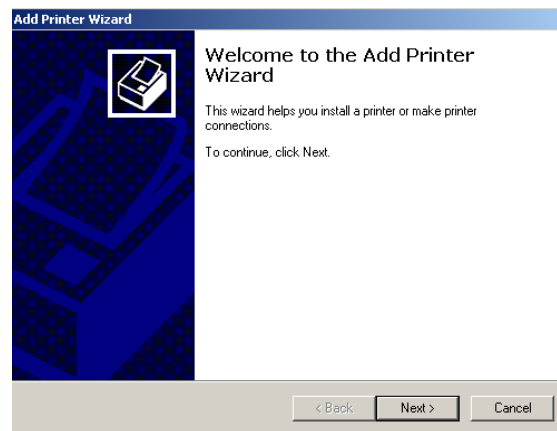 Add Printer Wizard
Welcome to the Add Printer
Wizard
This wizard helps you install a printer or make printer
connections.
To continue, click Next.
< Back
Next >
Cancel